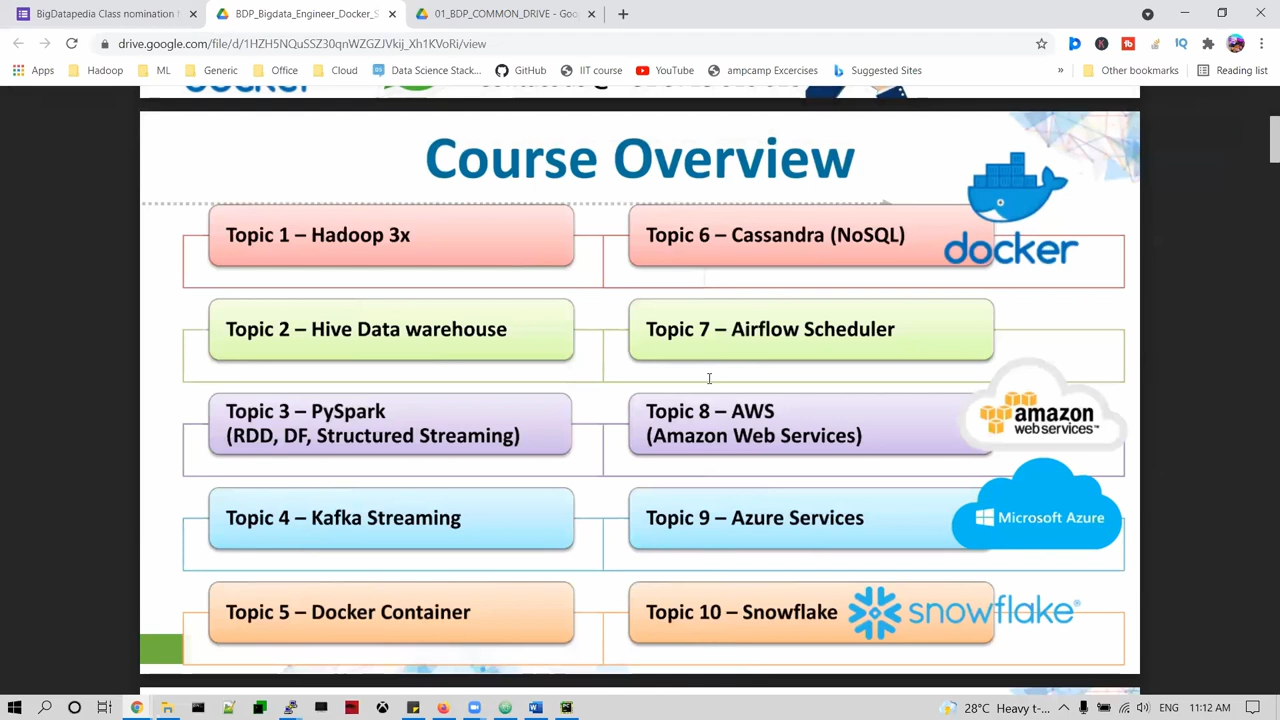 BigDatapedia Class nomination f
BDP_Bigdata_Engineer_Docker_S
01_BDP_COMMON_DRIVE - Goo
drive.google.com/file/d/1HZH5NQuSSZ30qnWZGZJVkij_Xh1KVoRi/view
Apps
Hadoop
ML
Generic
Office
Cloud
Data Science Stack...
GitHub
IIT course
YouTube
ampcamp Excercises
Suggested Sites
»
Other bookmarks
Reading list
Course Overview
Topic 1 – Hadoop 3x
Topic 6 – Cassandra (NoSQL)
docker
Topic 2 – Hive Data warehouse
Topic 7 – Airflow Scheduler
Topic 3 – PySpark
(RDD, DF, Structured Streaming)
Topic 8 – AWS
(Amazon Web Services)
amazon
web services™
Topic 4 – Kafka Streaming
Topic 9 – Azure Services
Microsoft Azure
Topic 5 – Docker Container
Topic 10 – Snowflake
snowflake®
28°C Heavy t...
11:12 AM